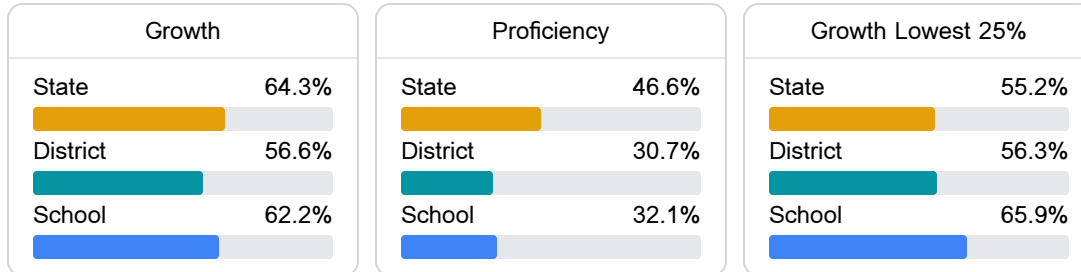 Growth
State 64.3%
District 56.6%
School 62.2%
Proficiency
State 46.6%
District 30.7%
School 32.1%
Growth Lowest 25%
State 55.2%
District 56.3%
School 65.9%